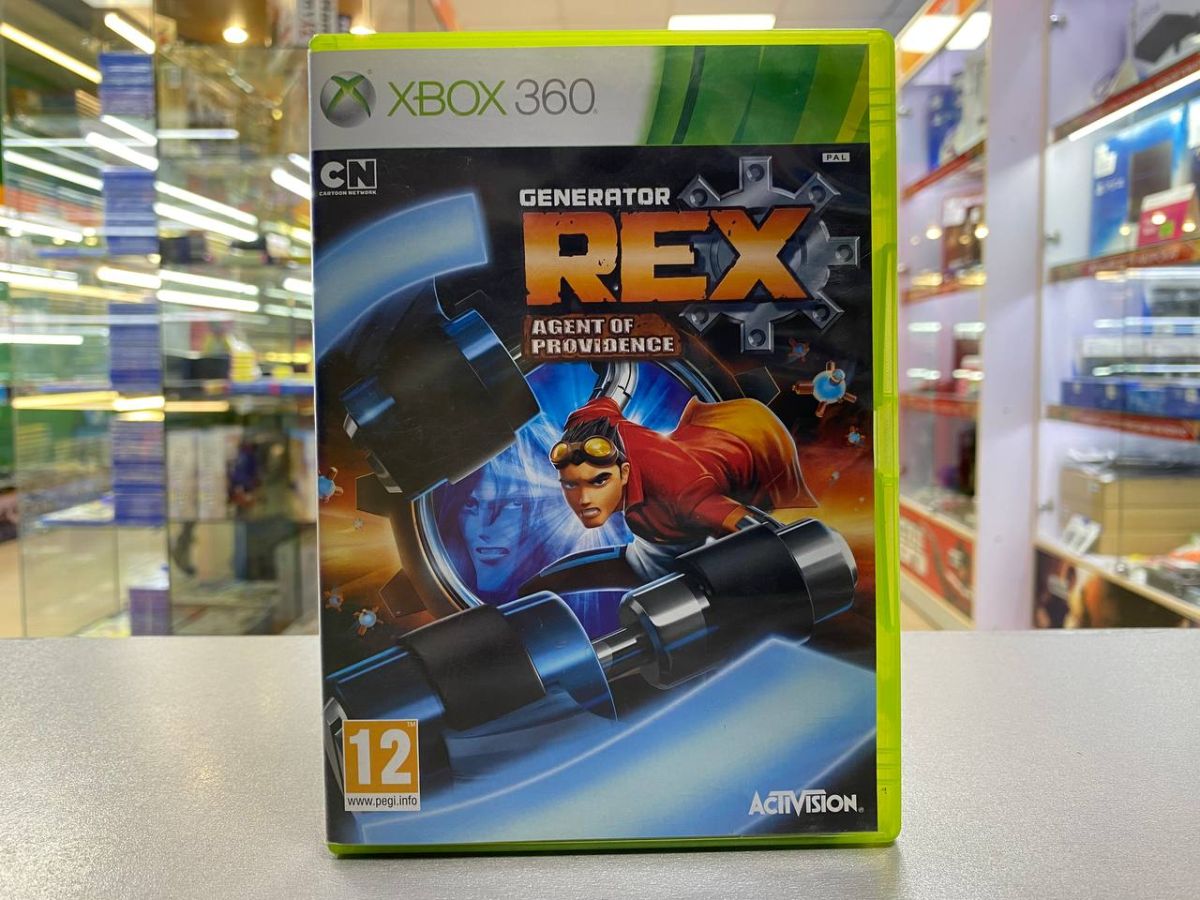 XBOX 360
PAL
CN
CARTOON NETWORK
GENERATOR
REX
AGENT OF
PROVIDENCE
12
www.pegi.info
ACTIVISION